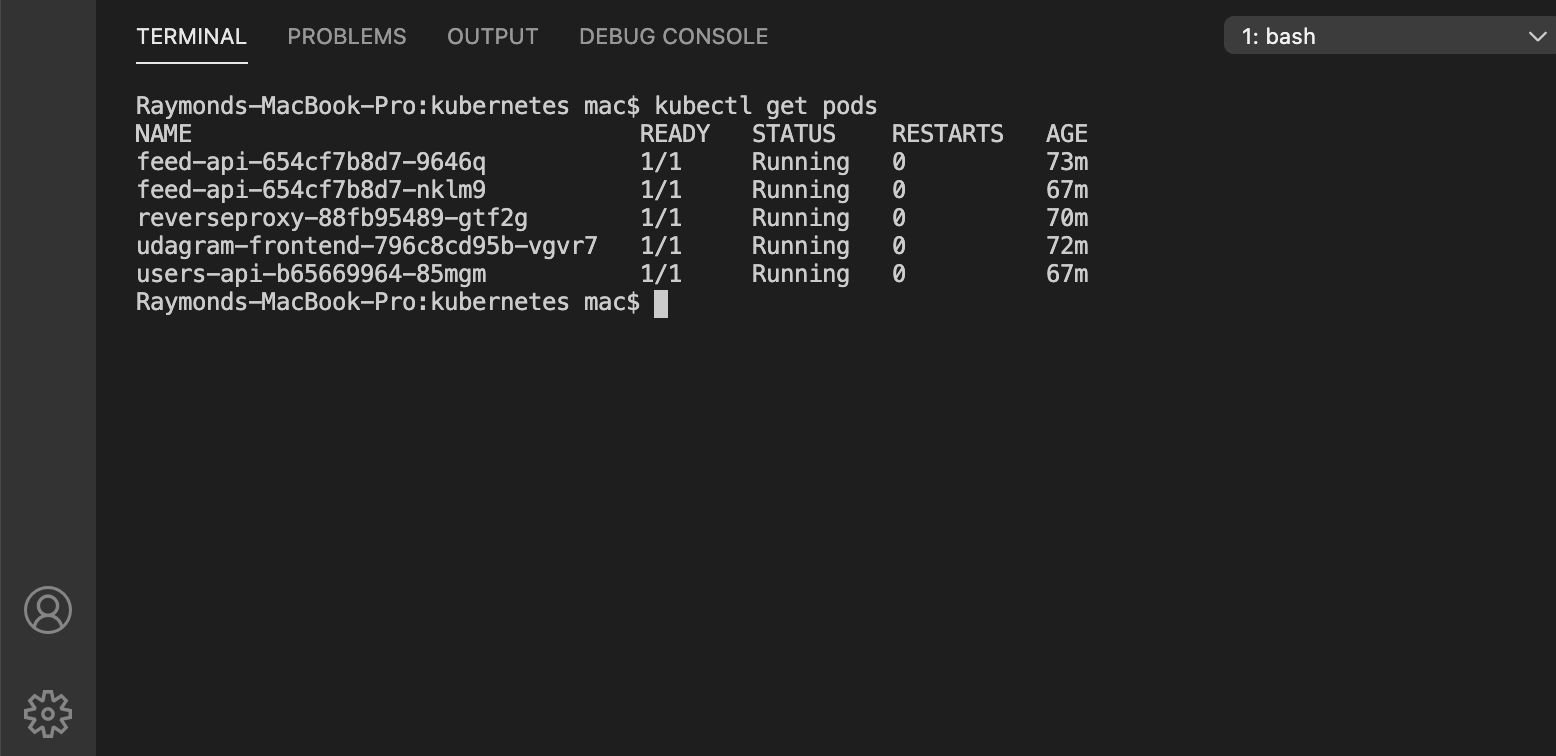 TERMINAL PROBLEMS OUTPUT DEBUG CONSOLE 1: bash
Raymonds-MacBook-Pro:kubernetes mac$ kubectl get pods
NAME READY STATUS RESTARTS AGE
feed-api-654cf7b8d7-9646q 1/1 Running 0 73m
feed-api-654cf7b8d7-nklm9 1/1 Running 0 67m
reverseproxy-88fb95489-gtf2g 1/1 Running 0 70m
udagram-frontend-796c8cd95b-vgvr7 1/1 Running 0 72m
users-api-b65669964-85mgm 1/1 Running 0 67m
Raymonds-MacBook-Pro:kubernetes mac$